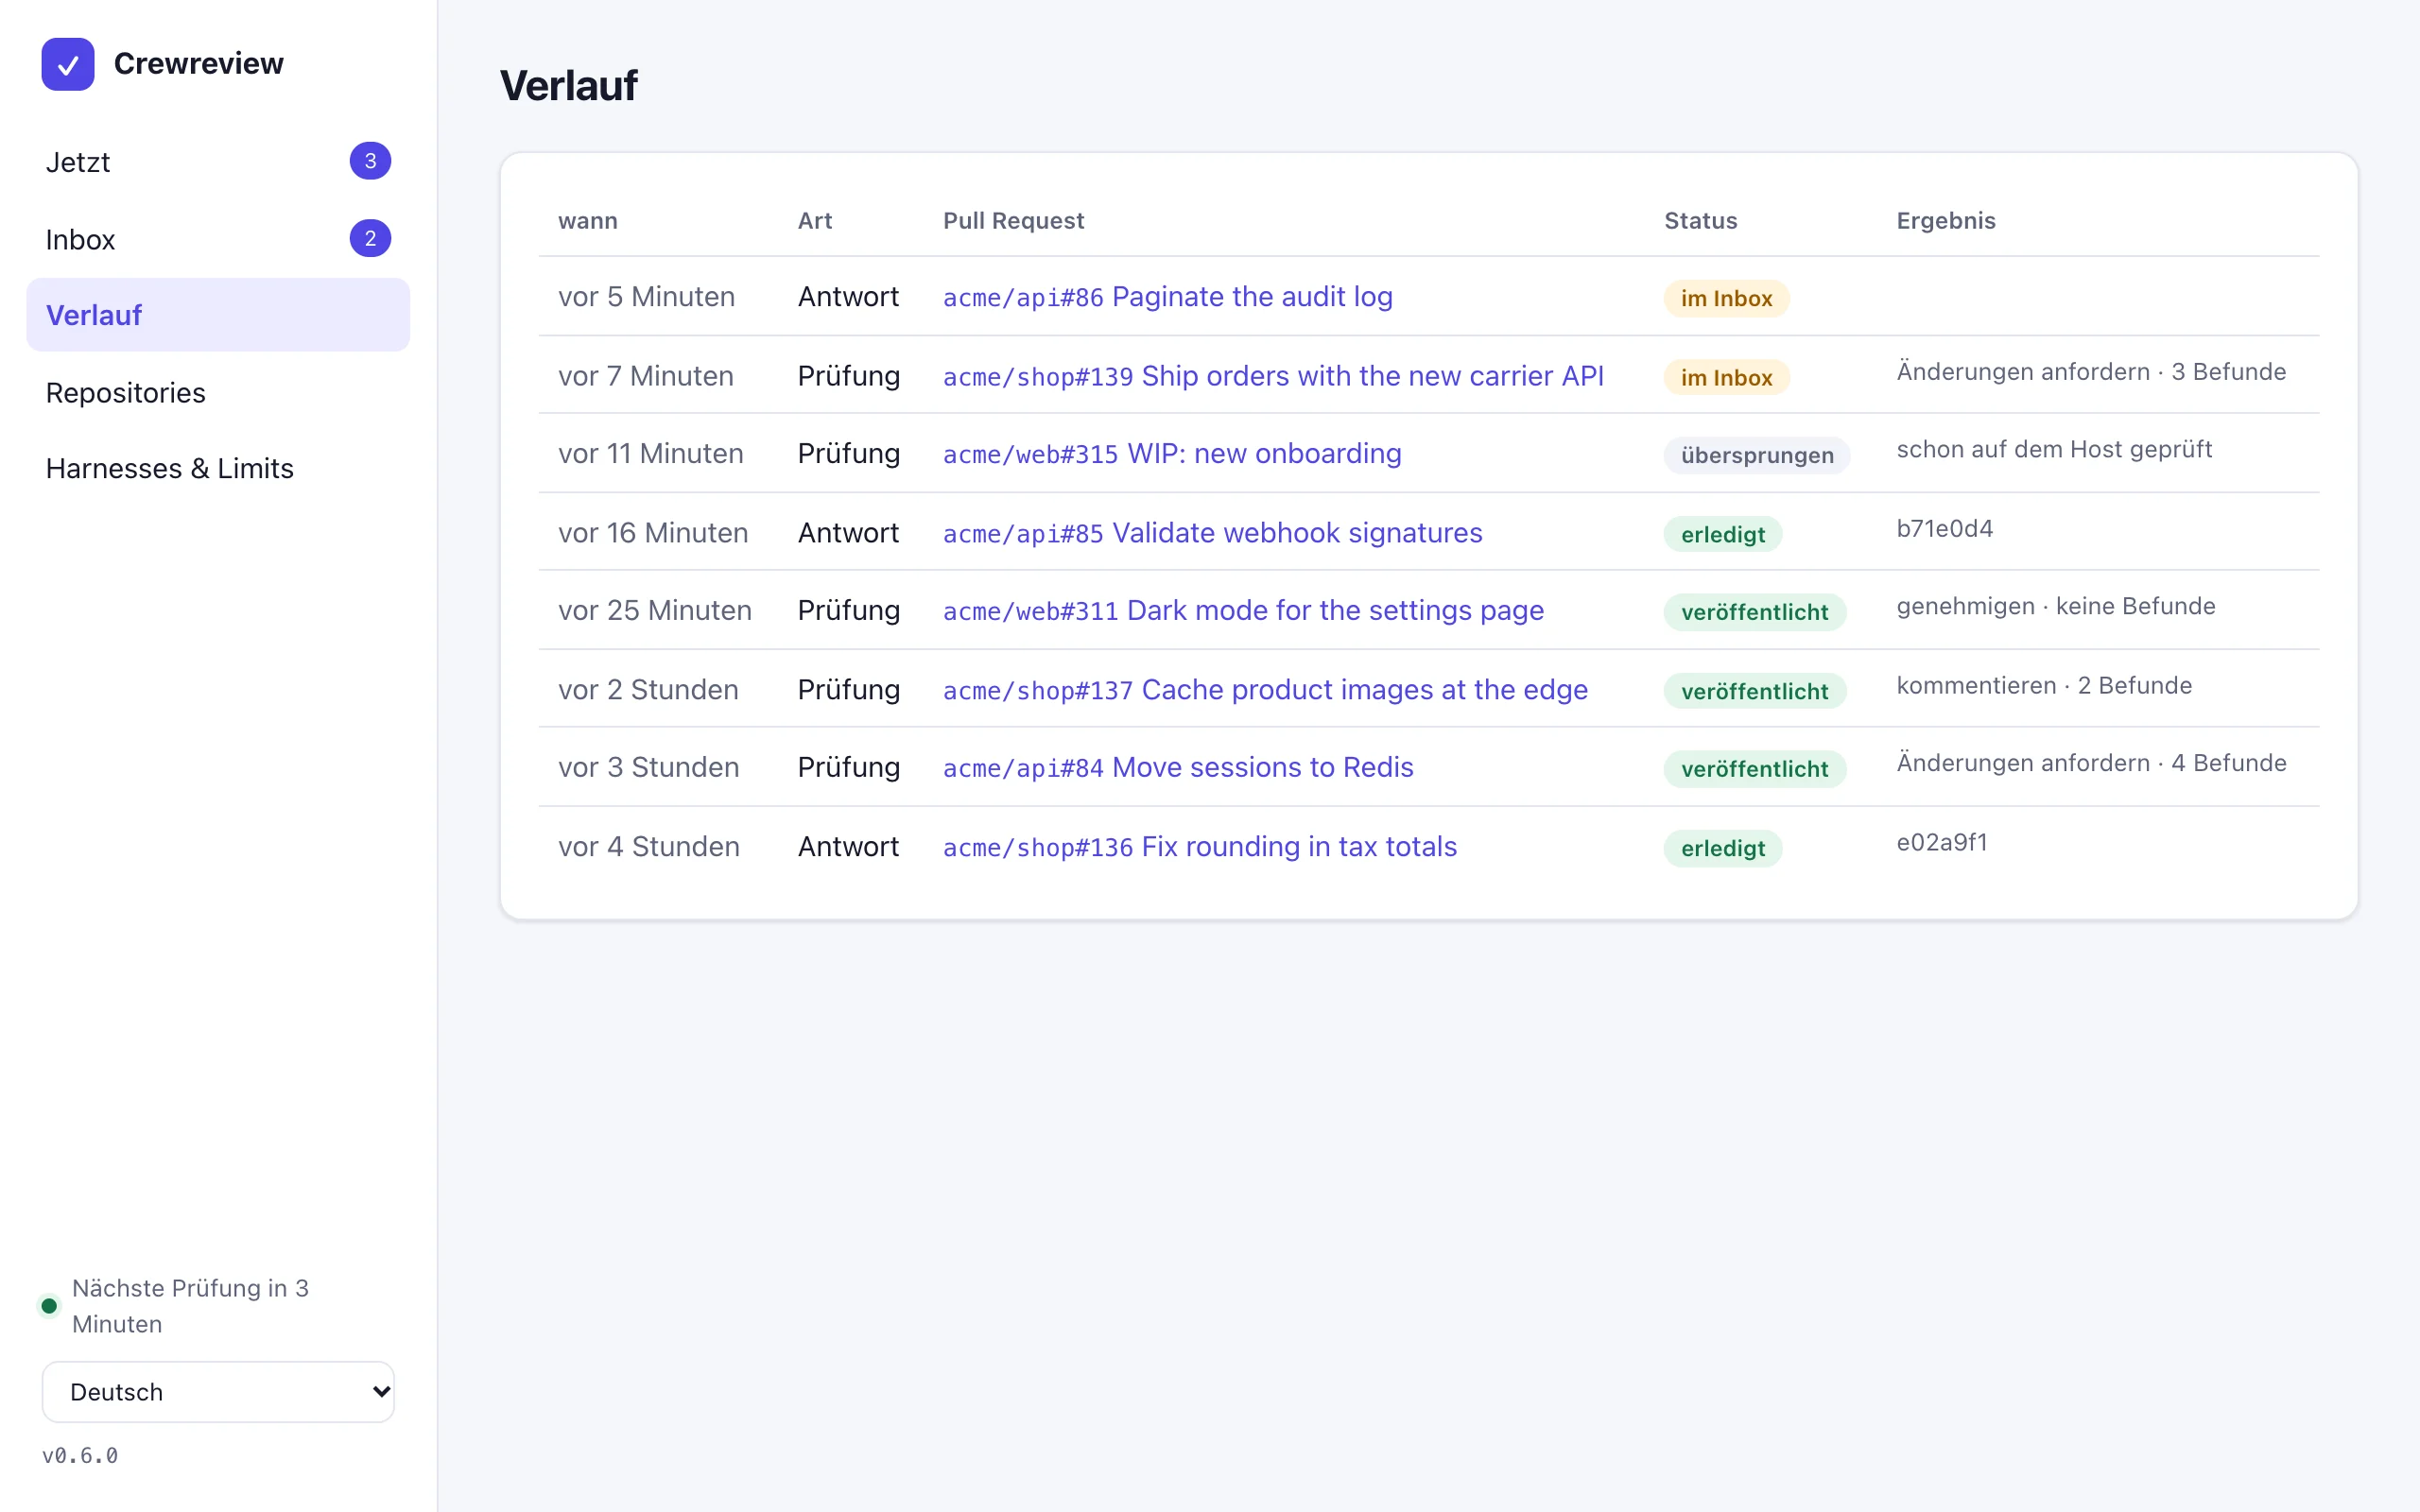 Crewreview
Jetzt 3
Inbox 2
Verlauf
Repositories
Harnesses & Limits
Nächste Prüfung in 3
Minuten
Deutsch
v0.6.0
Verlauf
wann Art Pull Request Status Ergebnis
vor 5 Minuten Antwort acme/api#86 Paginate the audit log im Inbox
vor 7 Minuten Prüfung acme/shop#139 Ship orders with the new carrier API im Inbox Änderungen anfordern · 3 Befunde
vor 11 Minuten Prüfung acme/web#315 WIP: new onboarding übersprungen schon auf dem Host geprüft
vor 16 Minuten Antwort acme/api#85 Validate webhook signatures erledigt b71e0d4
vor 25 Minuten Prüfung acme/web#311 Dark mode for the settings page veröffentlicht genehmigen · keine Befunde
vor 2 Stunden Prüfung acme/shop#137 Cache product images at the edge veröffentlicht kommentieren · 2 Befunde
vor 3 Stunden Prüfung acme/api#84 Move sessions to Redis veröffentlicht Änderungen anfordern · 4 Befunde
vor 4 Stunden Antwort acme/shop#136 Fix rounding in tax totals erledigt e02a9f1